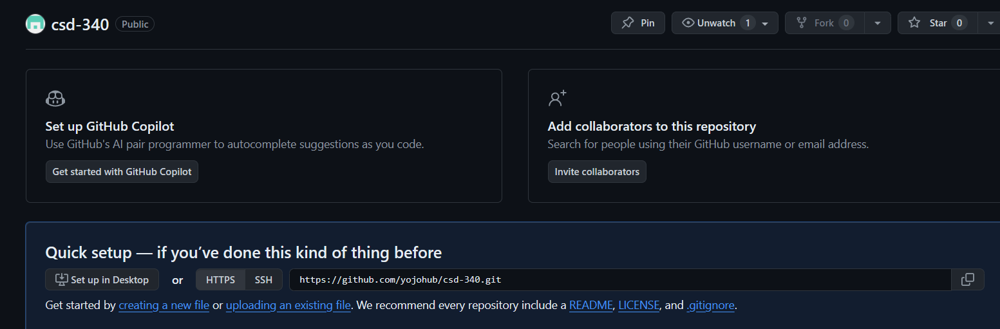 csd-340 Public Pin Unwatch 1 Fork 0 Star 0
Set up GitHub Copilot
Use GitHub's AI pair programmer to autocomplete suggestions as you code.
Get started with GitHub Copilot
Add collaborators to this repository
Search for people using their GitHub username or email address.
Invite collaborators
Quick setup — if you’ve done this kind of thing before
Set up in Desktop or HTTPS SSH https://github.com/yojohub/csd-340.git
Get started by creating a new file or uploading an existing file. We recommend every repository include a README, LICENSE, and .gitignore.